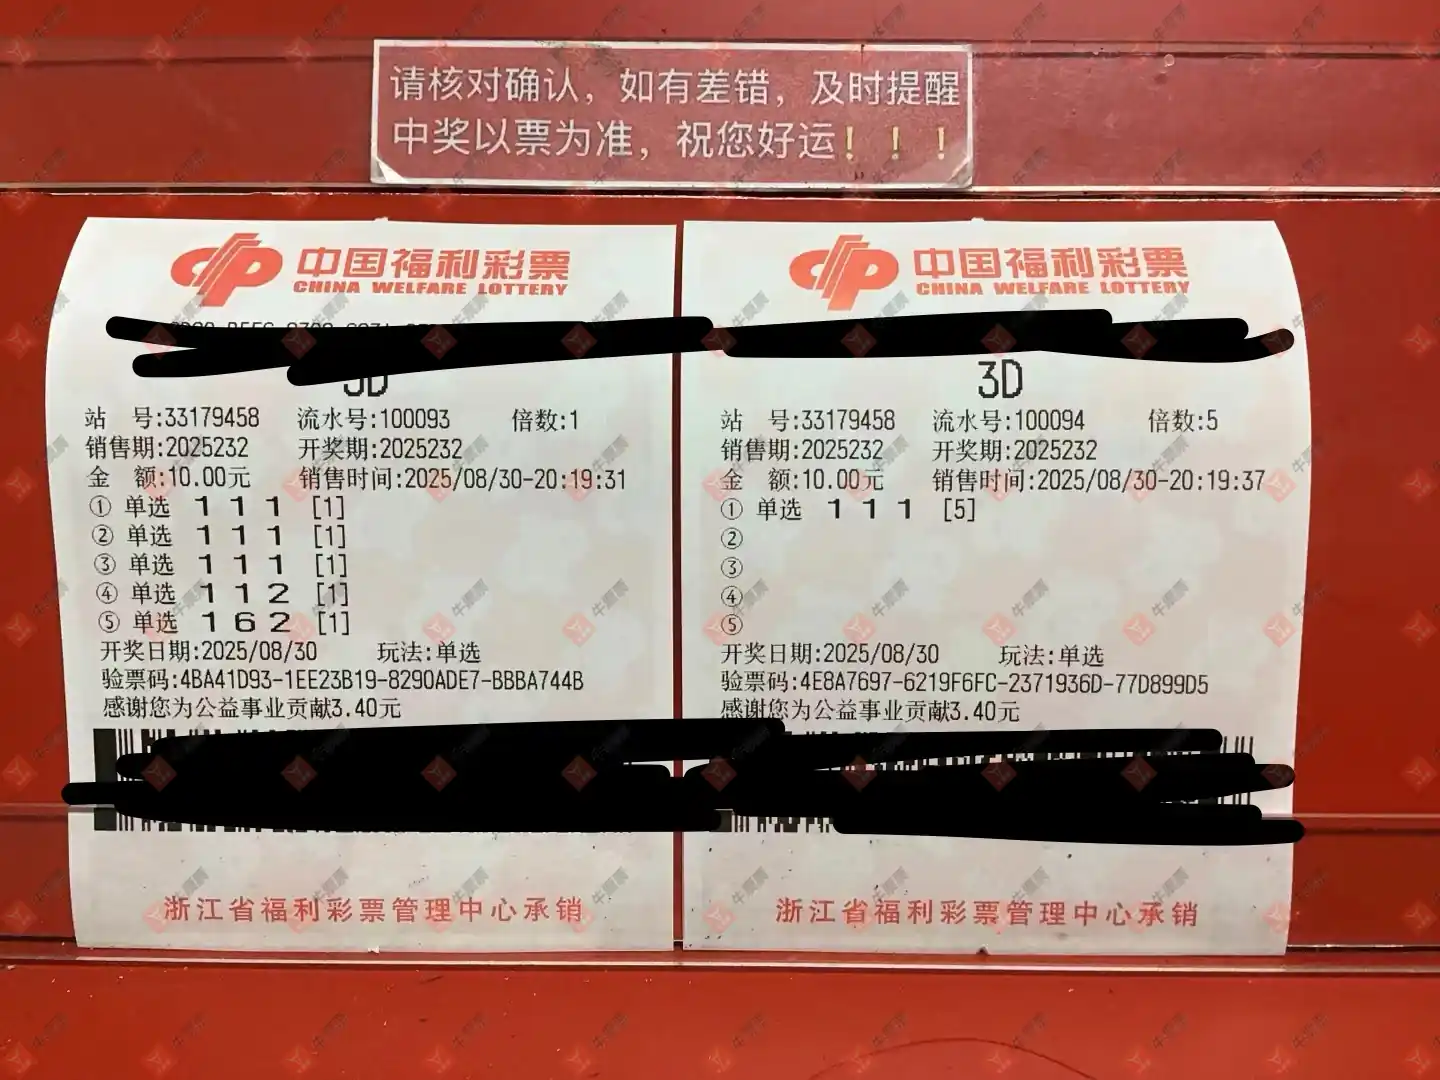 请核对确认，如有差错，及时提醒
中奖以票为准，祝您好运！！！
中国福利彩票
CHINA WELFARE LOTTERY
3D
站 号:33179458 流水号:100093 倍数:1
销售期:2025232 开奖期:2025232
金 额:10.00元 销售时间:2025/08/30-20:19:31
① 单选 1 1 1 [1]
② 单选 1 1 1 [1]
③ 单选 1 1 1 [1]
④ 单选 1 1 2 [1]
⑤ 单选 1 6 2 [1]
开奖日期:2025/08/30 玩法:单选
验票码:4BA41D93-1EE23B19-8290ADE7-BBBA744B
感谢您为公益事业贡献3.40元
浙江省福利彩票管理中心承销
中国福利彩票
CHINA WELFARE LOTTERY
3D
站 号:33179458 流水号:100094 倍数:5
销售期:2025232 开奖期:2025232
金 额:10.00元 销售时间:2025/08/30-20:19:37
① 单选 1 1 1 [5]
②
③
④
⑤
开奖日期:2025/08/30 玩法:单选
验票码:4E8A7697-6219F6FC-2371936D-77D899D5
感谢您为公益事业贡献3.40元
浙江省福利彩票管理中心承销